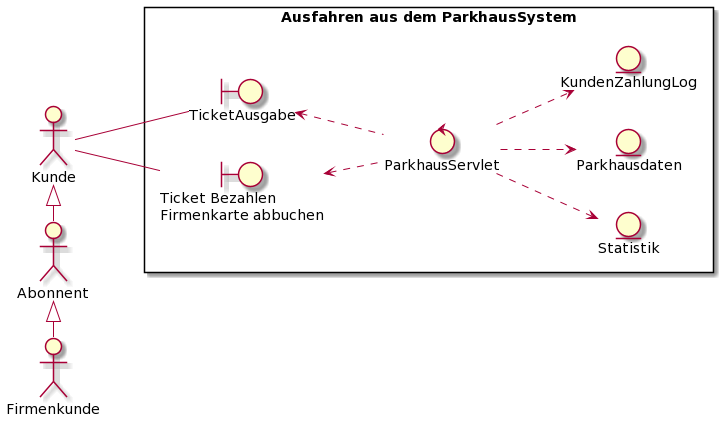 Ausfahren aus dem ParkhausSystem
KundenZahlungLog
TicketAusgabe
Kunde
ParkhausServlet
Parkhausdaten
Ticket Bezahlen
Firmenkarte abbuchen
Statistik
Abonnent
Firmenkunde